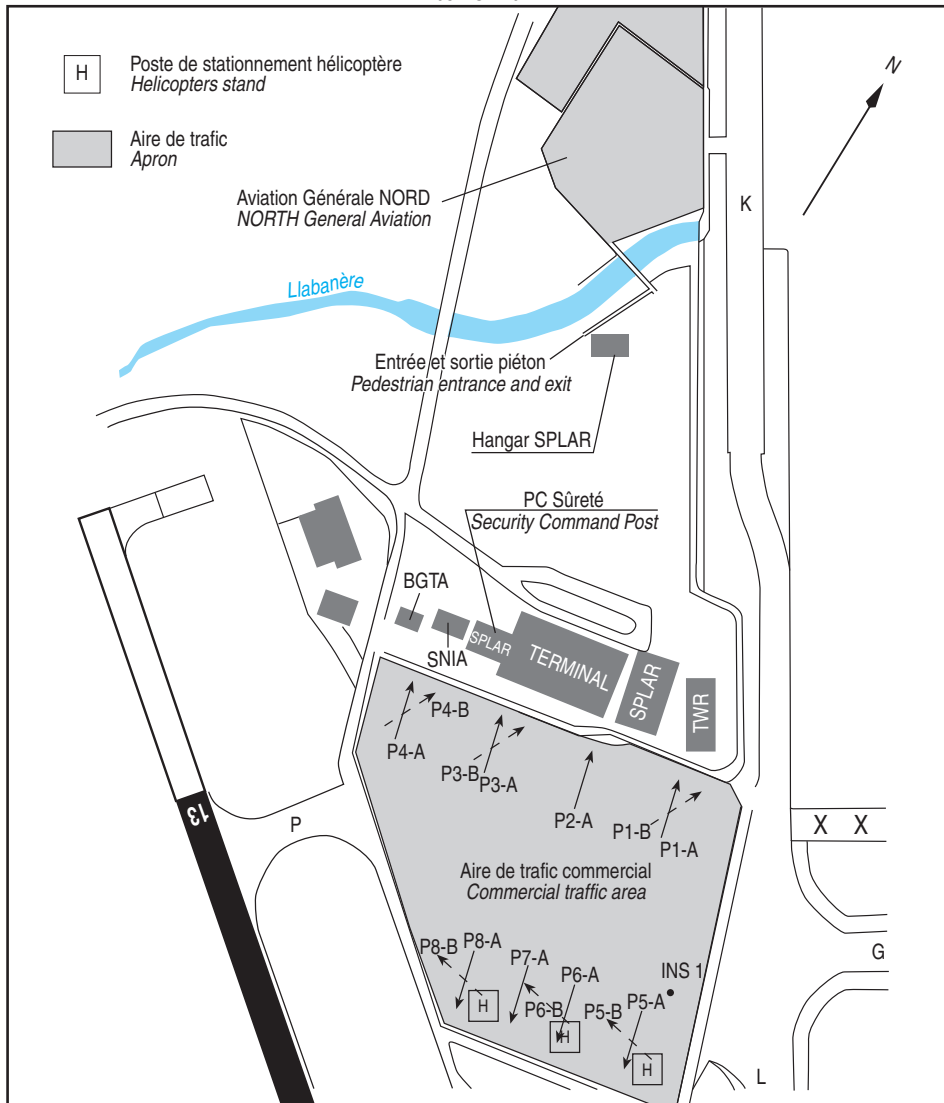 H
Poste de stationnement hélicoptère
Helicopters stand
Aire de trafic
Apron
N
Aviation Générale NORD
NORTH General Aviation
K
Llabanère
Entrée et sortie piéton
Pedestrian entrance and exit
Hangar SPLAR
PC Sûreté
Security Command Post
BGTA
SNIA
SPLAR
TERMINAL
SPLAR
TWR
P4-B
P4-A
P3-B
P3-A
P2-A
P1-B
P1-A
13
P
X X
Aire de trafic commercial
Commercial traffic area
G
P8-B
P8-A
P7-A
P6-A
P6-B
P5-B
P5-A
INS 1
H
H
H
L